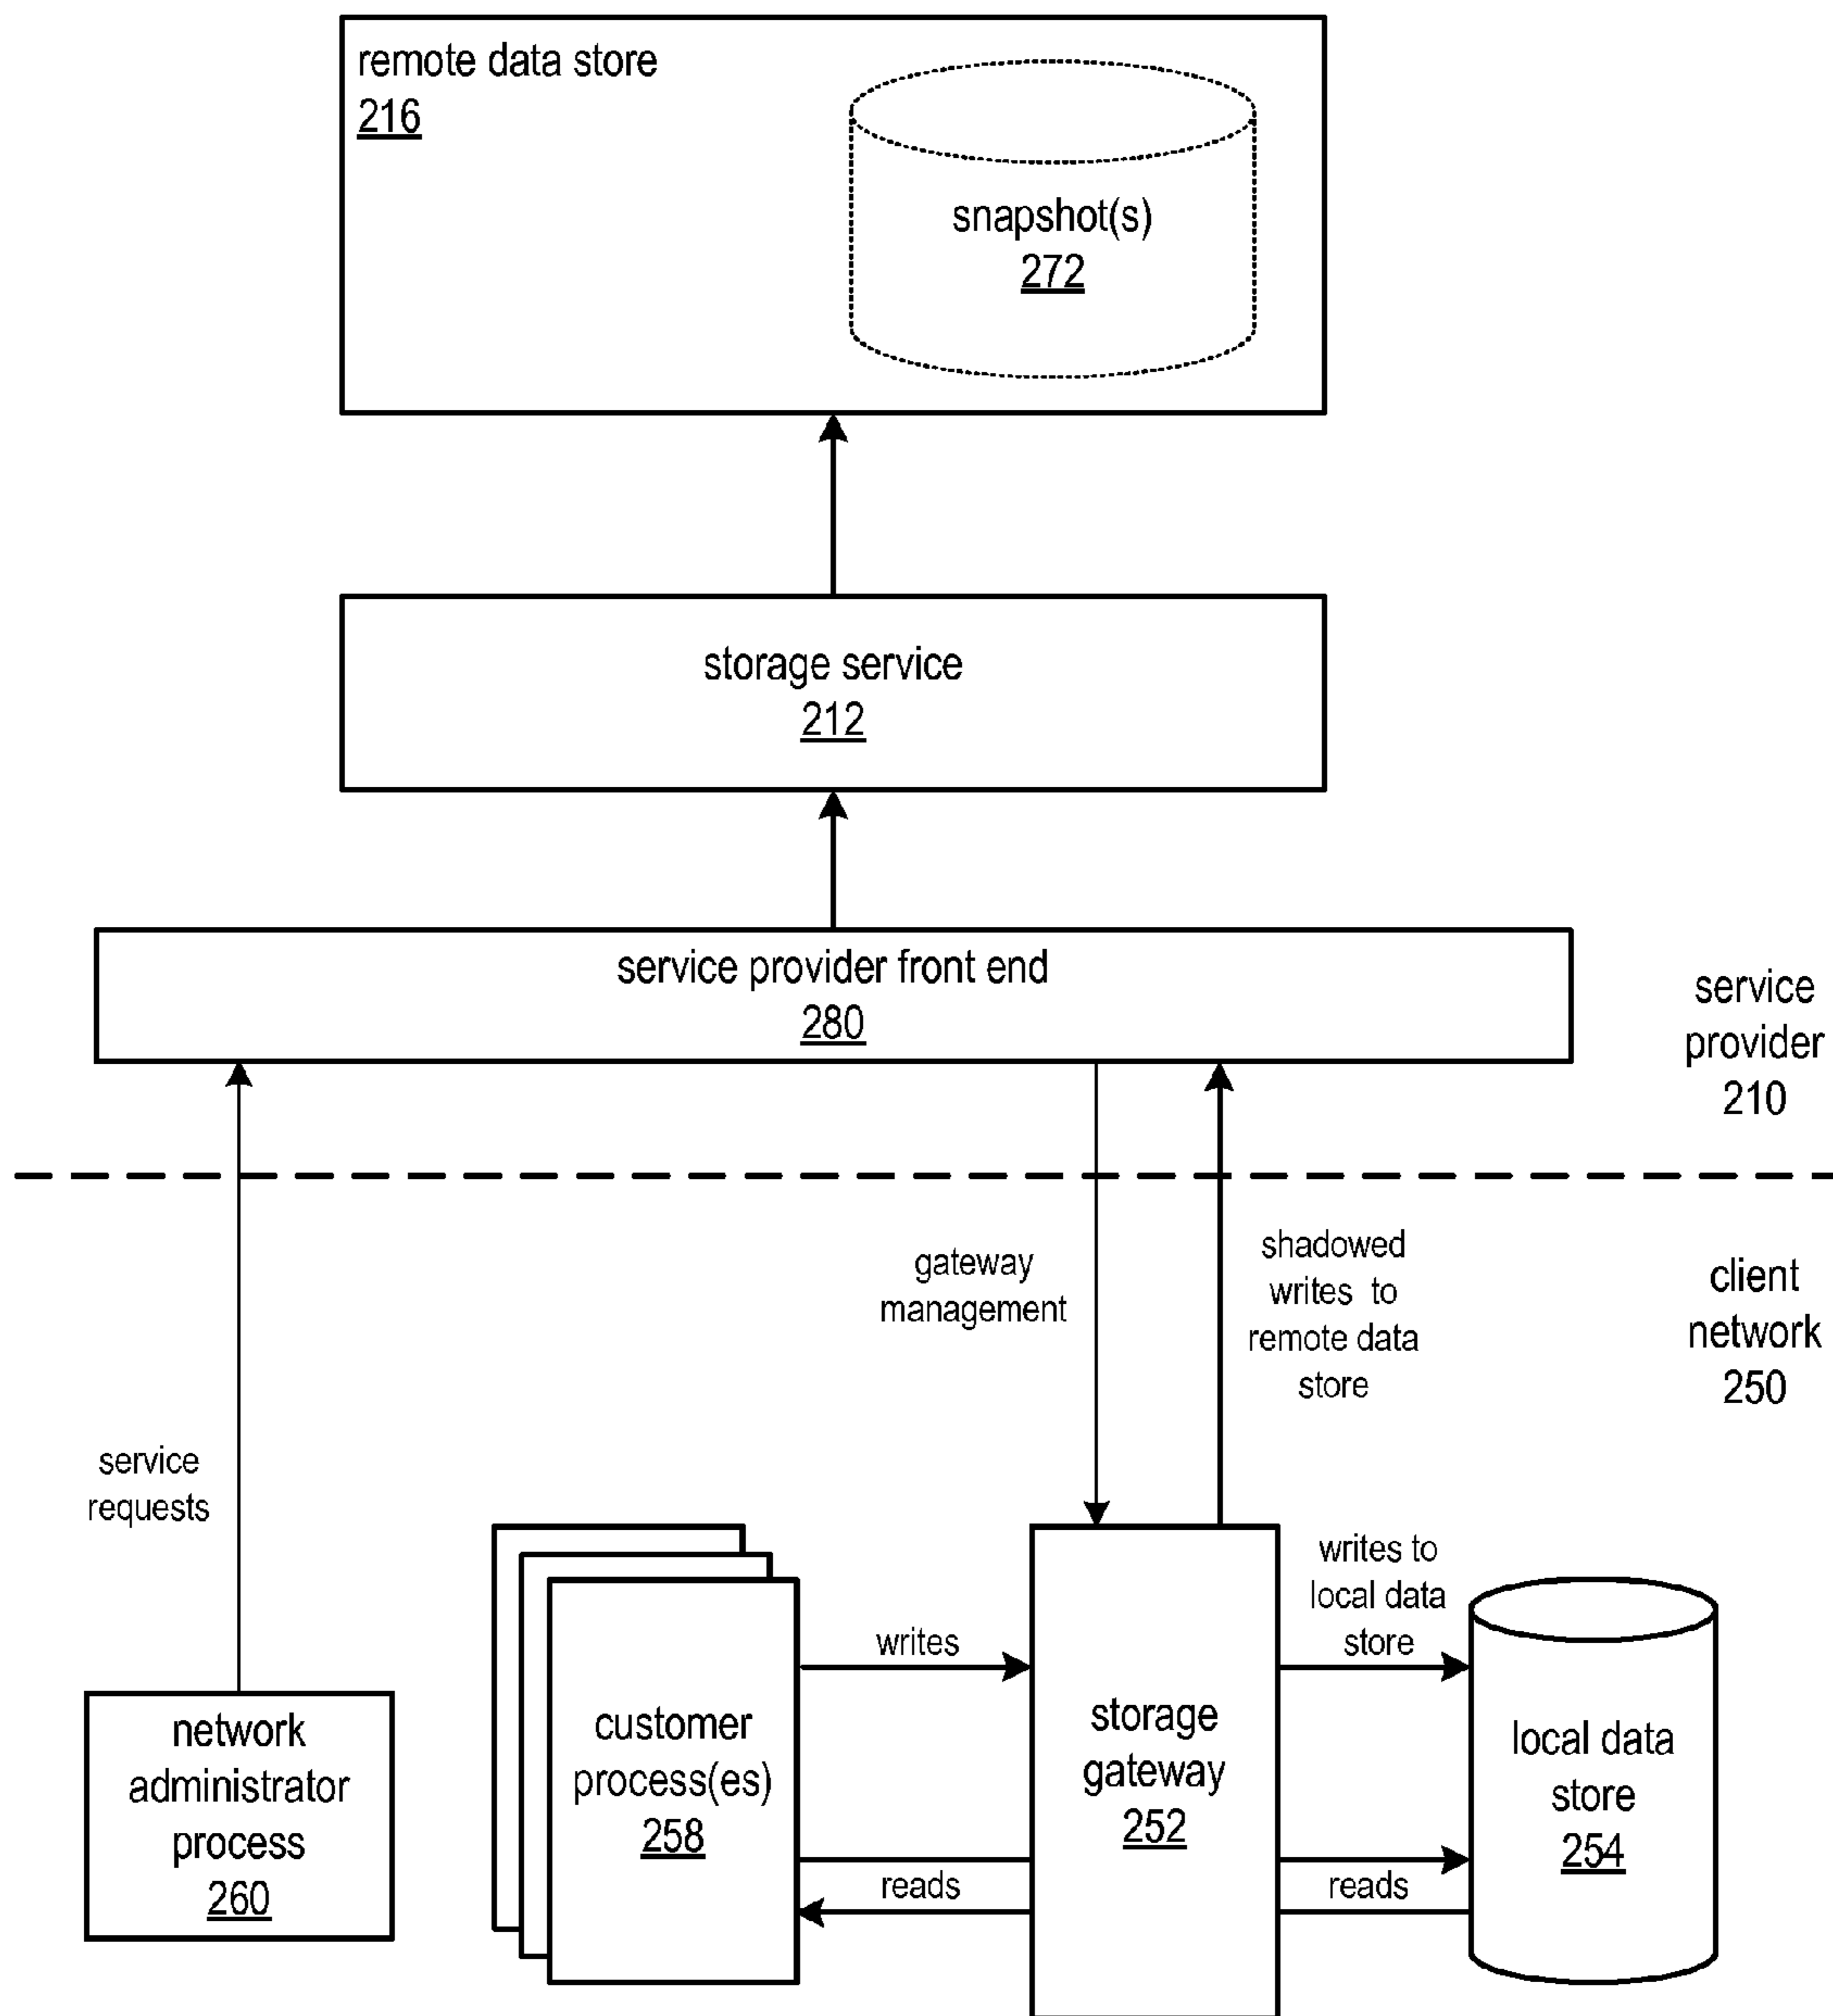 remote data store
216
snapshot(s)
272
storage service
212
service provider front end
280
service
provider
210
client
network
250
gateway
management
shadowed
writes to
remote data
store
service
requests
writes to
local data
store
writes
network
administrator
process
260
customer
process(es)
258
storage
gateway
252
local data
store
254
reads
reads